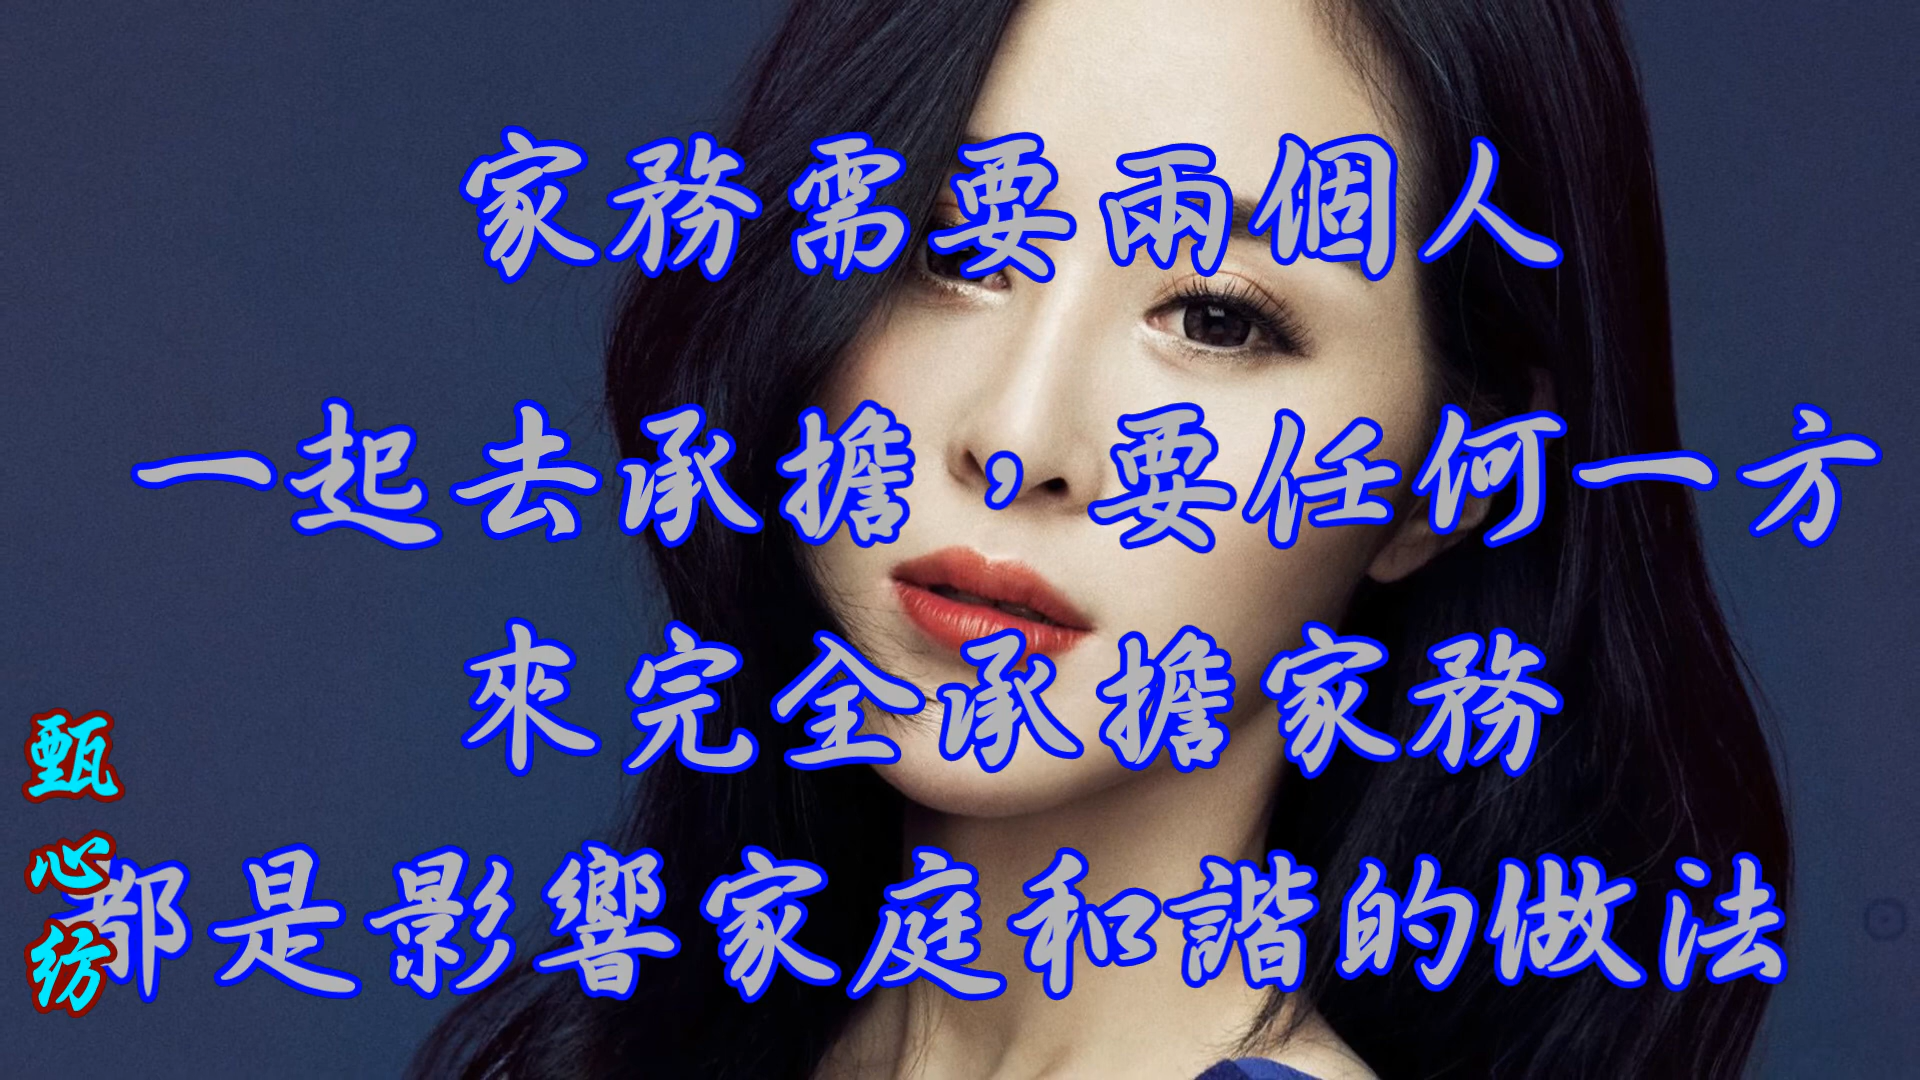 家務需要兩個人
一起去承擔，要任何一方
來完全承擔家務
都是影響家庭和諧的做法
甄心紡